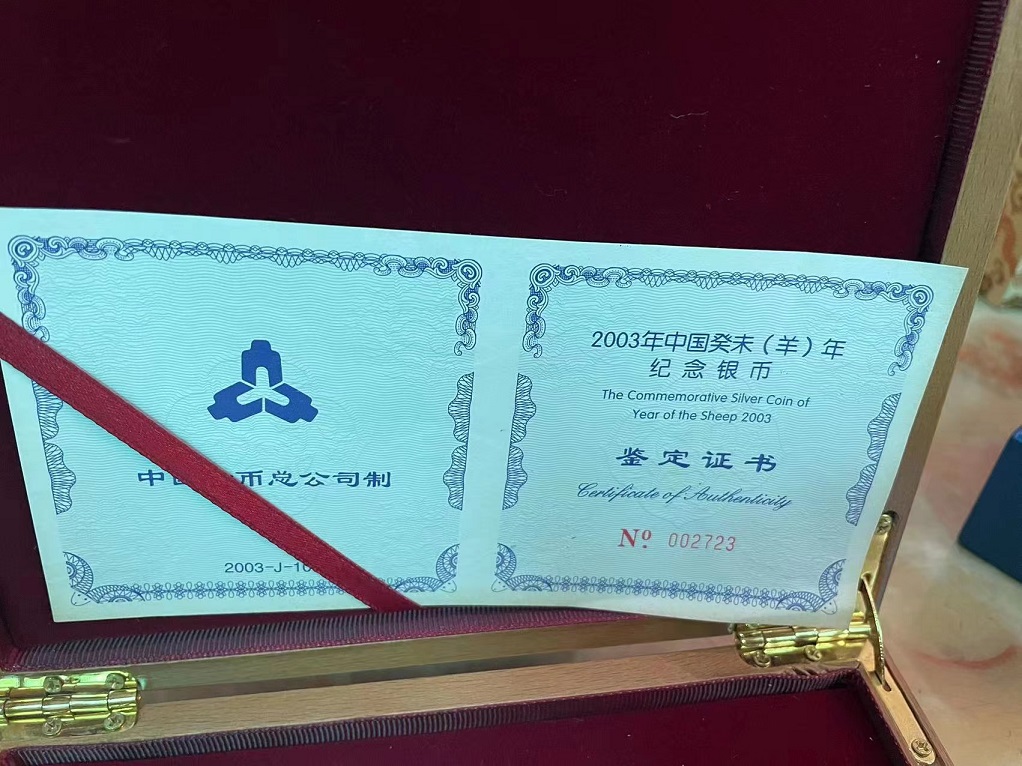 中国 币总公司制
2003-J-10
2003年中国癸未（羊）年
纪念银币
The Commemorative Silver Coin of
Year of the Sheep 2003
鉴定证书
Certificate of Authenticity
Nº 002723